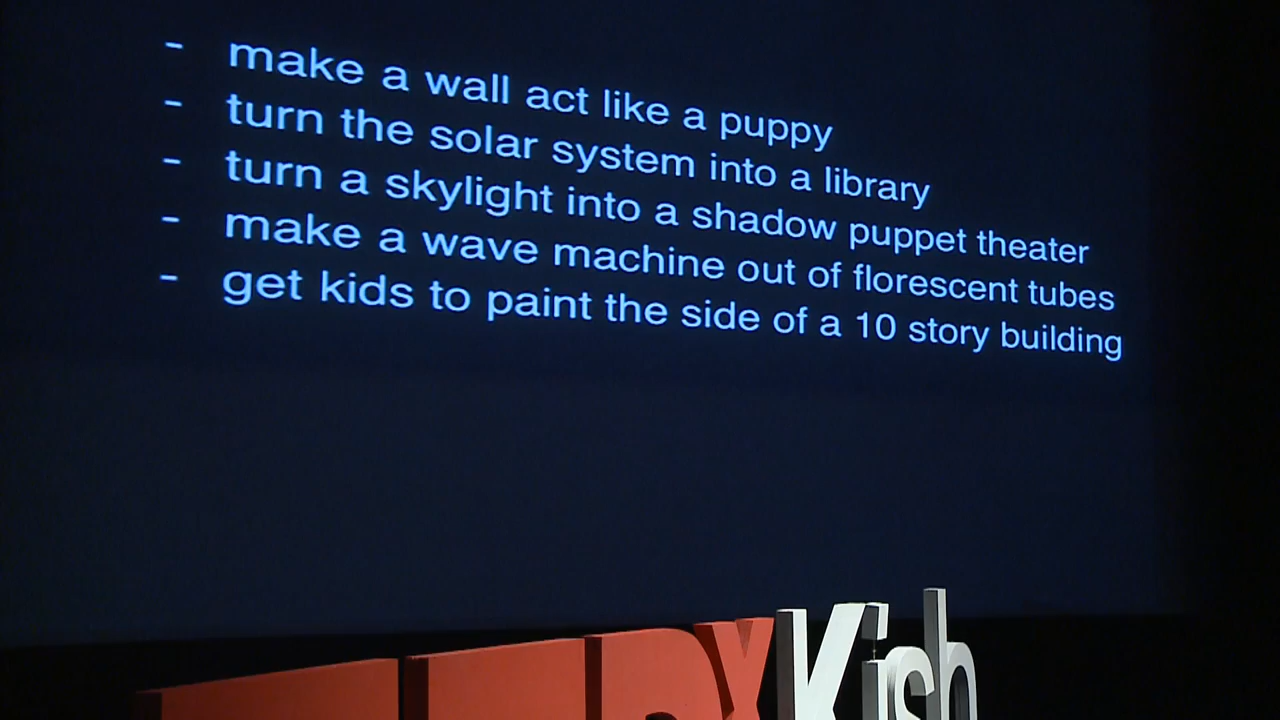 - make a wall act like a puppy
- turn the solar system into a library
- turn a skylight into a shadow puppet theater
- make a wave machine out of florescent tubes
- get kids to paint the side of a 10 story building
TEDxKish